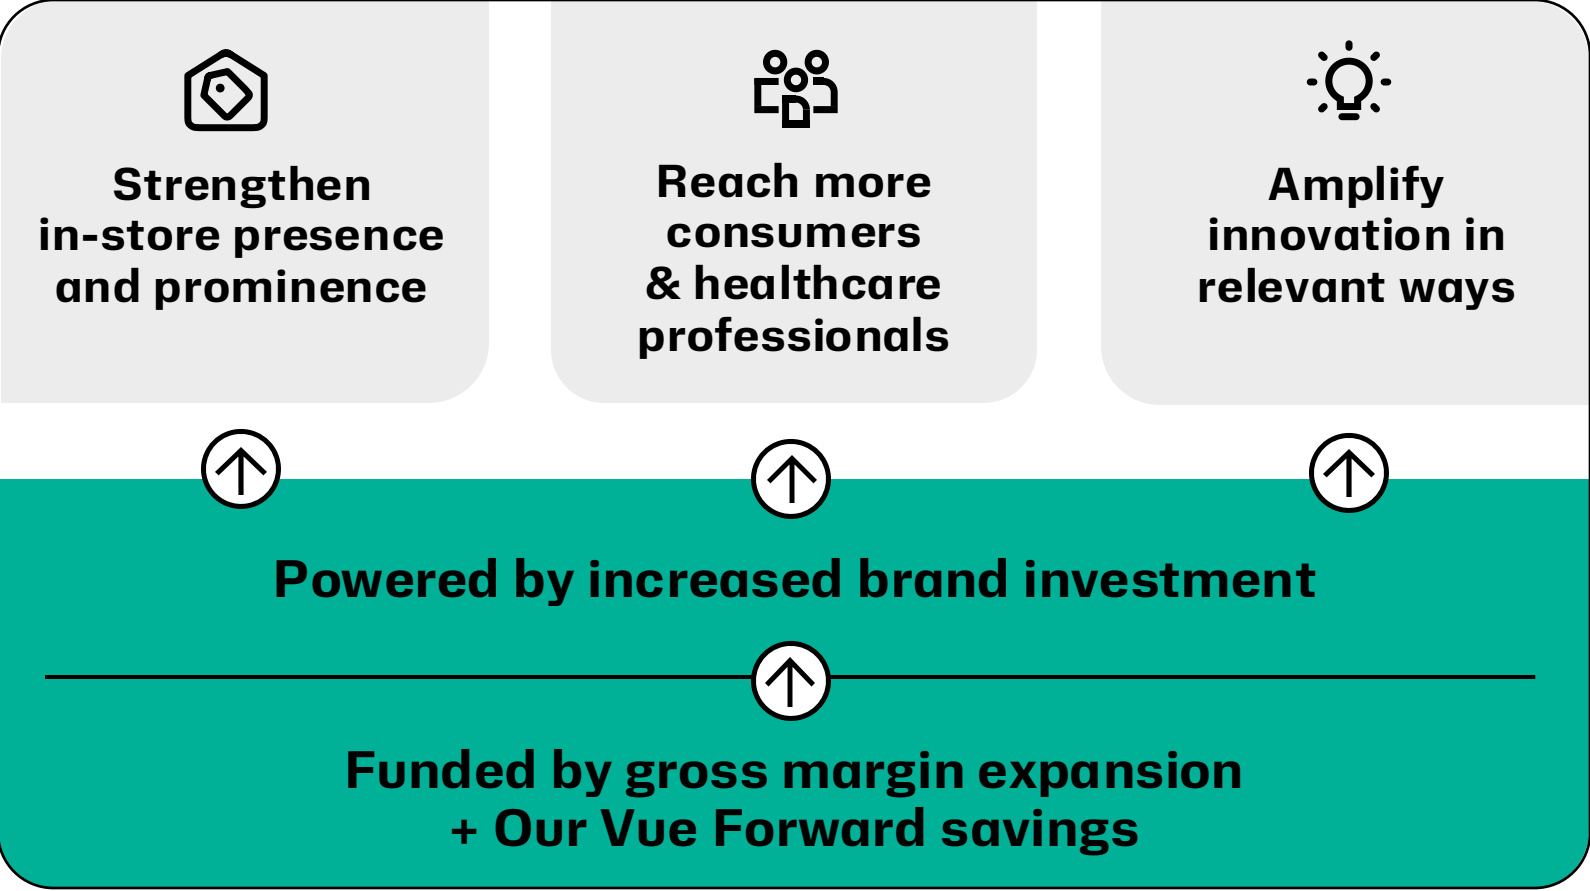 Strengthen
in-store presence
and prominence
Reach more
consumers
& healthcare
professionals
Amplify
innovation in
relevant ways
Powered by increased brand investment
Funded by gross margin expansion
+ Our Vue Forward savings